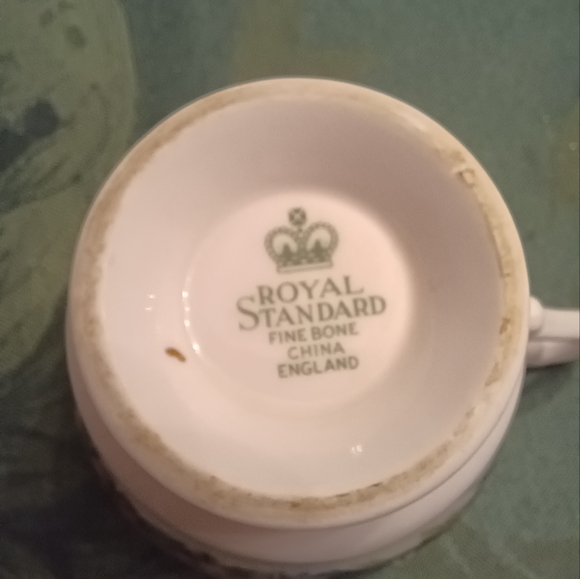 ROYAL
STANDARD
FINE BONE
CHINA
ENGLAND